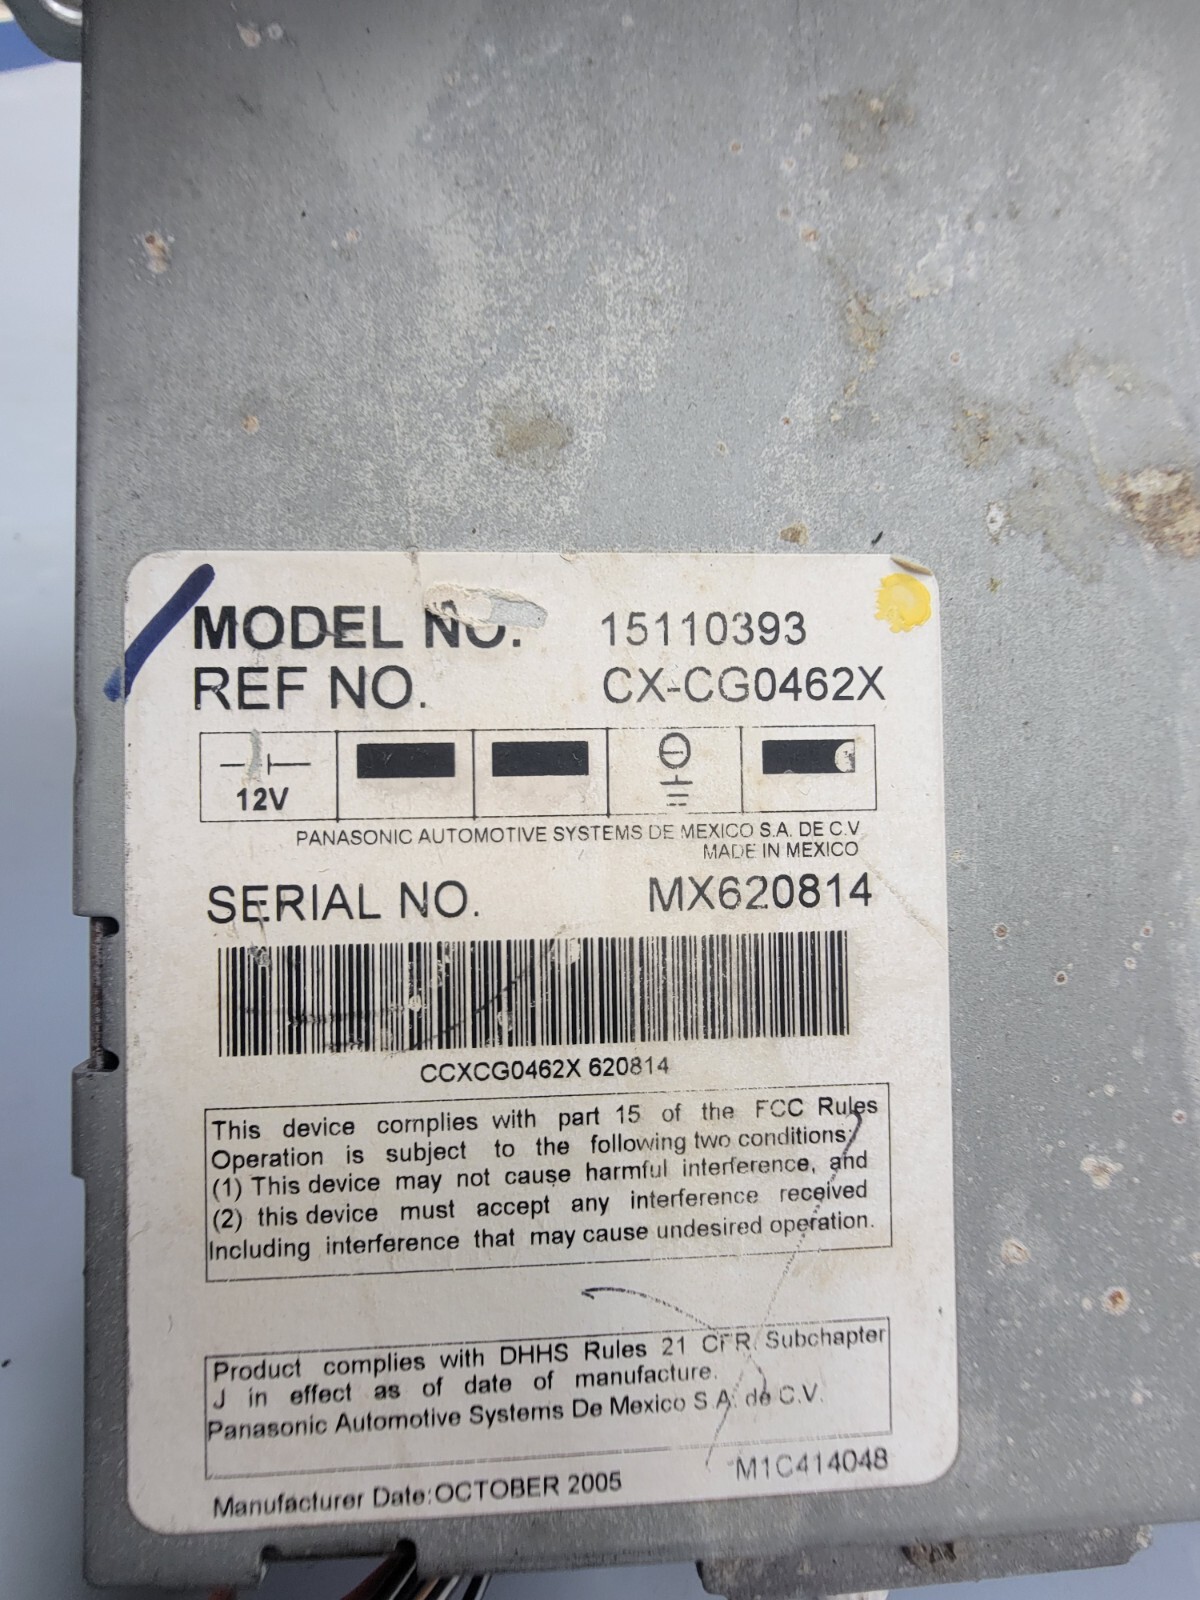 MODEL NO. 15110393
REF NO. CX-CG0462X
12V
PANASONIC AUTOMOTIVE SYSTEMS DE MEXICO S.A. DE C.V
MADE IN MEXICO
SERIAL NO. MX620814
CCXCG0462X 620814
This device complies with part 15 of the FCC Rules
Operation is subject to the following two conditions:
(1) This device may not cause harmful interference, and
(2) this device must accept any interference received
Including interference that may cause undesired operation.
Product complies with DHHS Rules 21 CFR Subchapter
J in effect as of date of manufacture.
Panasonic Automotive Systems De Mexico S.A. de C.V.
Manufacturer Date:OCTOBER 2005 M1C414048